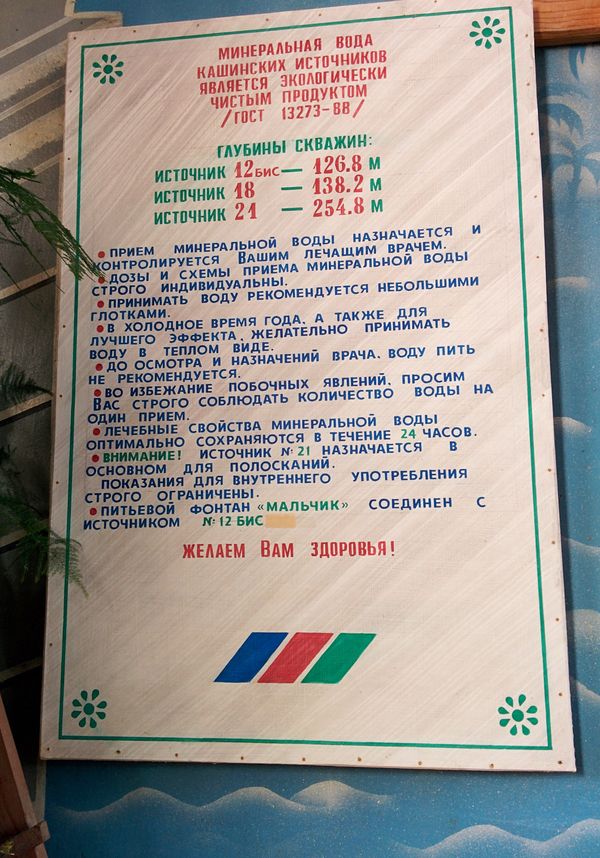 МИНЕРАЛЬНАЯ ВОДА
КАШИНСКИХ ИСТОЧНИКОВ
ЯВЛЯЕТСЯ ЭКОЛОГИЧЕСКИ
ЧИСТЫМ ПРОДУКТОМ
/ГОСТ 13273-88/
ГЛУБИНЫ СКВАЖИН:
ИСТОЧНИК 12 БИС — 126.8 М
ИСТОЧНИК 18 — 138.2 М
ИСТОЧНИК 21 — 254.8 М
• ПРИЕМ МИНЕРАЛЬНОЙ ВОДЫ НАЗНАЧАЕТСЯ И
КОНТРОЛИРУЕТСЯ ВАШИМ ЛЕЧАЩИМ ВРАЧЕМ.
• ДОЗЫ И СХЕМЫ ПРИЕМА МИНЕРАЛЬНОЙ ВОДЫ
СТРОГО ИНДИВИДУАЛЬНЫ.
• ПРИНИМАТЬ ВОДУ РЕКОМЕНДУЕТСЯ НЕБОЛЬШИМИ
ГЛОТКАМИ.
• В ХОЛОДНОЕ ВРЕМЯ ГОДА, А ТАКЖЕ ДЛЯ
ЛУЧШЕГО ЭФФЕКТА, ЖЕЛАТЕЛЬНО ПРИНИМАТЬ
ВОДУ В ТЕПЛОМ ВИДЕ.
• ДО ОСМОТРА И НАЗНАЧЕНИЙ ВРАЧА, ВОДУ ПИТЬ
НЕ РЕКОМЕНДУЕТСЯ.
• ВО ИЗБЕЖАНИЕ ПОБОЧНЫХ ЯВЛЕНИЙ, ПРОСИМ
ВАС СТРОГО СОБЛЮДАТЬ КОЛИЧЕСТВО ВОДЫ НА
ОДИН ПРИЕМ.
• ЛЕЧЕБНЫЕ СВОЙСТВА МИНЕРАЛЬНОЙ ВОДЫ
ОПТИМАЛЬНО СОХРАНЯЮТСЯ В ТЕЧЕНИЕ 24 ЧАСОВ.
• ВНИМАНИЕ! ИСТОЧНИК №21 НАЗНАЧАЕТСЯ В
ОСНОВНОМ ДЛЯ ПОЛОСКАНИЙ.
ПОКАЗАНИЯ ДЛЯ ВНУТРЕННЕГО УПОТРЕБЛЕНИЯ
СТРОГО ОГРАНИЧЕНЫ.
• ПИТЬЕВОЙ ФОНТАН «МАЛЬЧИК» СОЕДИНЕН С
ИСТОЧНИКОМ №12 БИС
ЖЕЛАЕМ ВАМ ЗДОРОВЬЯ!